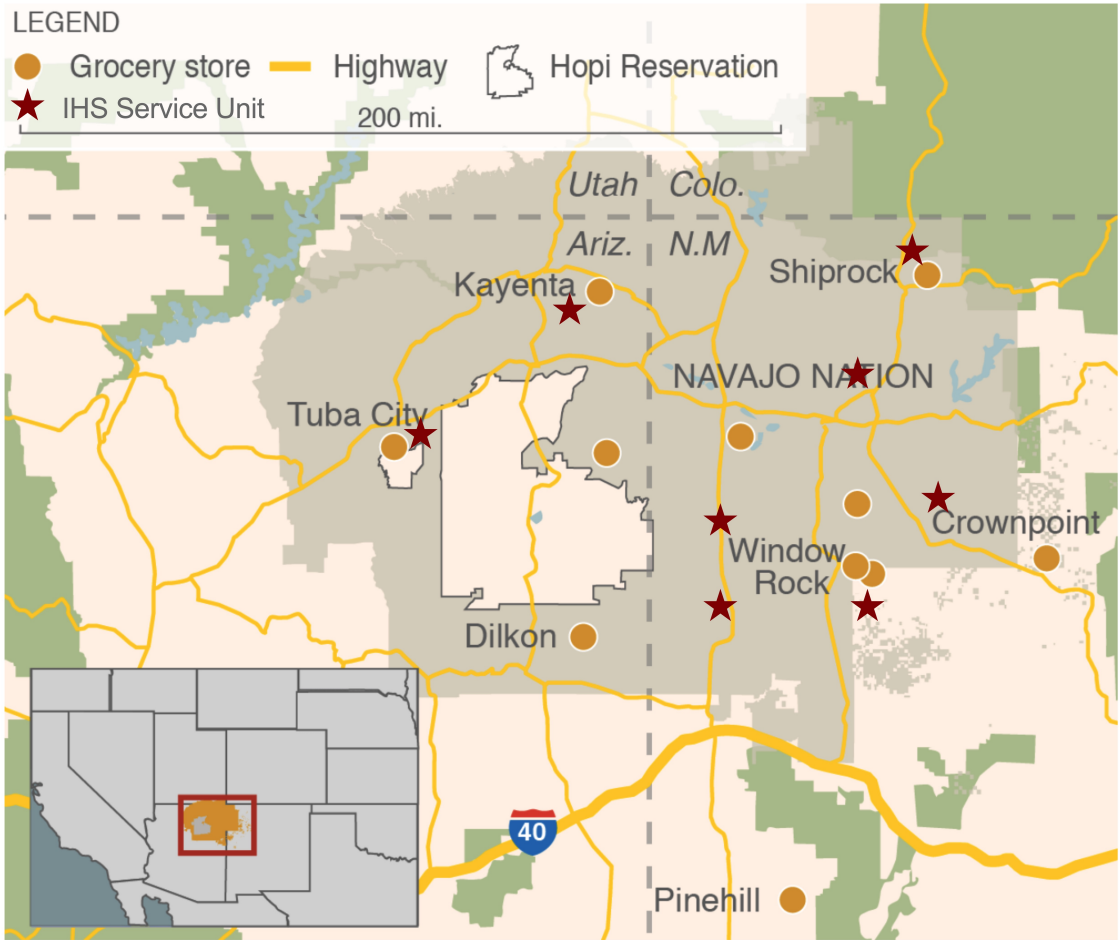 LEGEND
Grocery store
Highway
Hopi Reservation
IHS Service Unit
200 mi.
Utah
Colo.
Ariz.
N.M
Kayenta
Shiprock
NAVAJO NATION
Tuba City
Crownpoint
Window
Rock
Dilkon
40
Pinehill